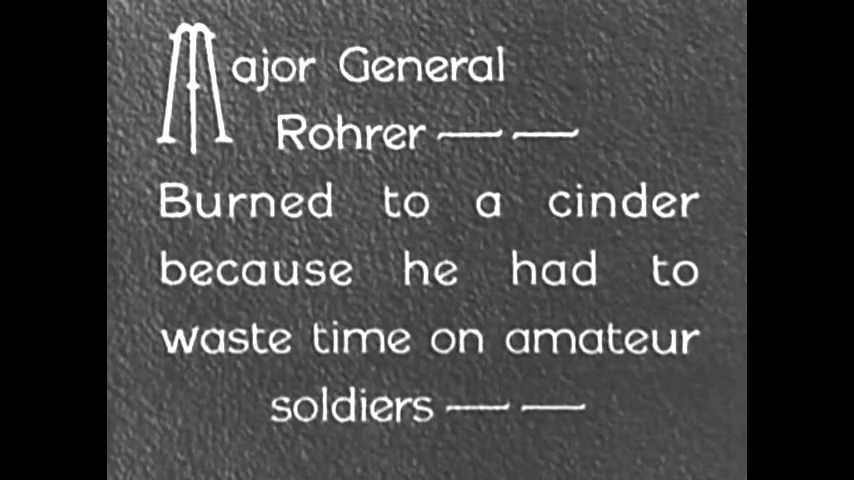 Major General
Rohrer — —
Burned to a cinder
because he had to
waste time on amateur
soldiers — —